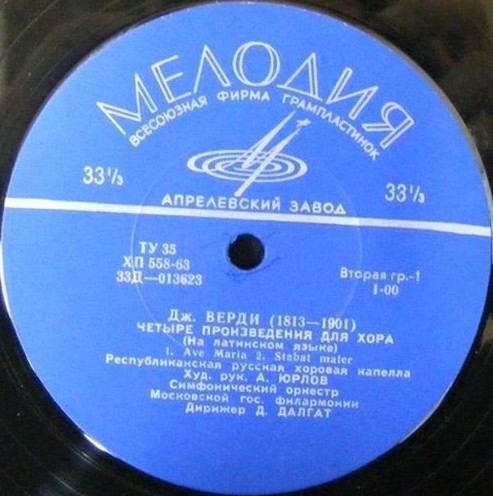 МЕЛОДИЯ
ВСЕСОЮЗНАЯ ФИРМА ГРАМПЛАСТИНОК
33⅓ 33⅓
АПРЕЛЕВСКИЙ ЗАВОД
ТУ 35
ХП 558-63
33Д—013623
Вторая гр.-1
1-00
Дж. ВЕРДИ (1813—1901)
ЧЕТЫРЕ ПРОИЗВЕДЕНИЯ ДЛЯ ХОРА
(На латинском языке)
1. Ave Maria 2. Stabat mater
Республиканская русская хоровая капелла
Худ. рук. А. ЮРЛОВ
Симфонический оркестр
Московской гос. филармонии
Дирижер Д. ДАЛГАТ